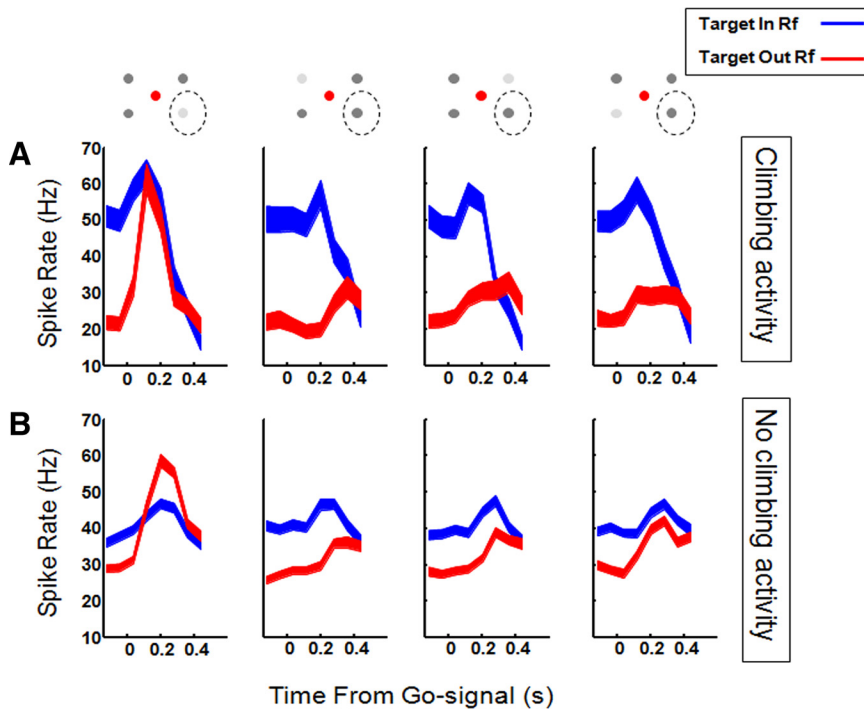 Target In Rf
Target Out Rf
A
70
60
50
40
30
20
10
Spike Rate (Hz)
0 0.2 0.4
0 0.2 0.4
0 0.2 0.4
0 0.2 0.4
Climbing activity
B
70
60
50
40
30
20
10
Spike Rate (Hz)
0 0.2 0.4
0 0.2 0.4
0 0.2 0.4
0 0.2 0.4
No climbing activity
Time From Go-signal (s)